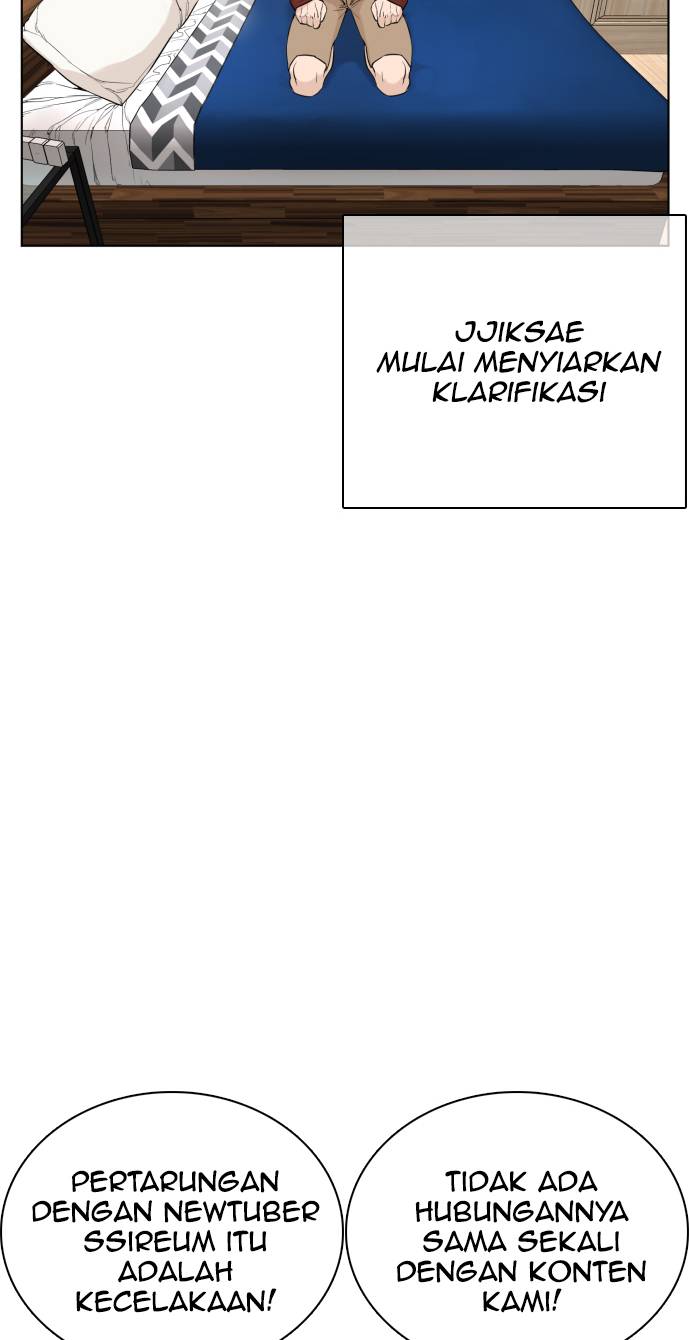 JJIKSAE
MULAI MENYIARKAN
KLARIFIKASI
PERTARUNGAN
DENGAN NEWTUBER
SSIREUM ITU
ADALAH
KECELAKAAN!
TIDAK ADA
HUBUNGANNYA
SAMA SEKALI
DENGAN KONTEN
KAMI!